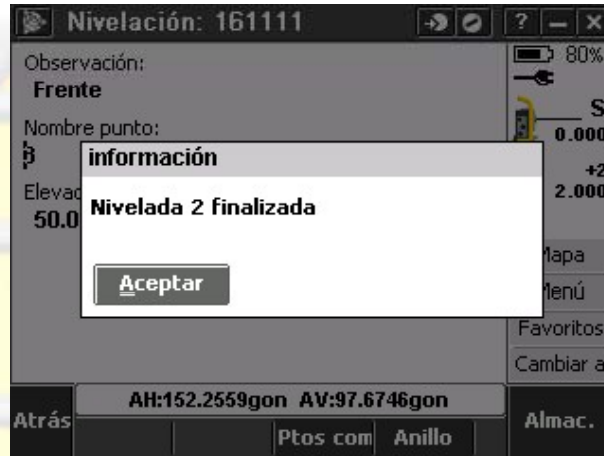 Nivelación: 161111
? – ×
Observación:
Frente
80%
Nombre punto:
S
0.000
información
Nivelada 2 finalizada
Aceptar
Elevac
50.0
+2
2.000
Mapa
Menú
Favoritos
Cambiar a
AH:152.2559gon AV:97.6746gon
Atrás
Ptos com
Anillo
Almac.